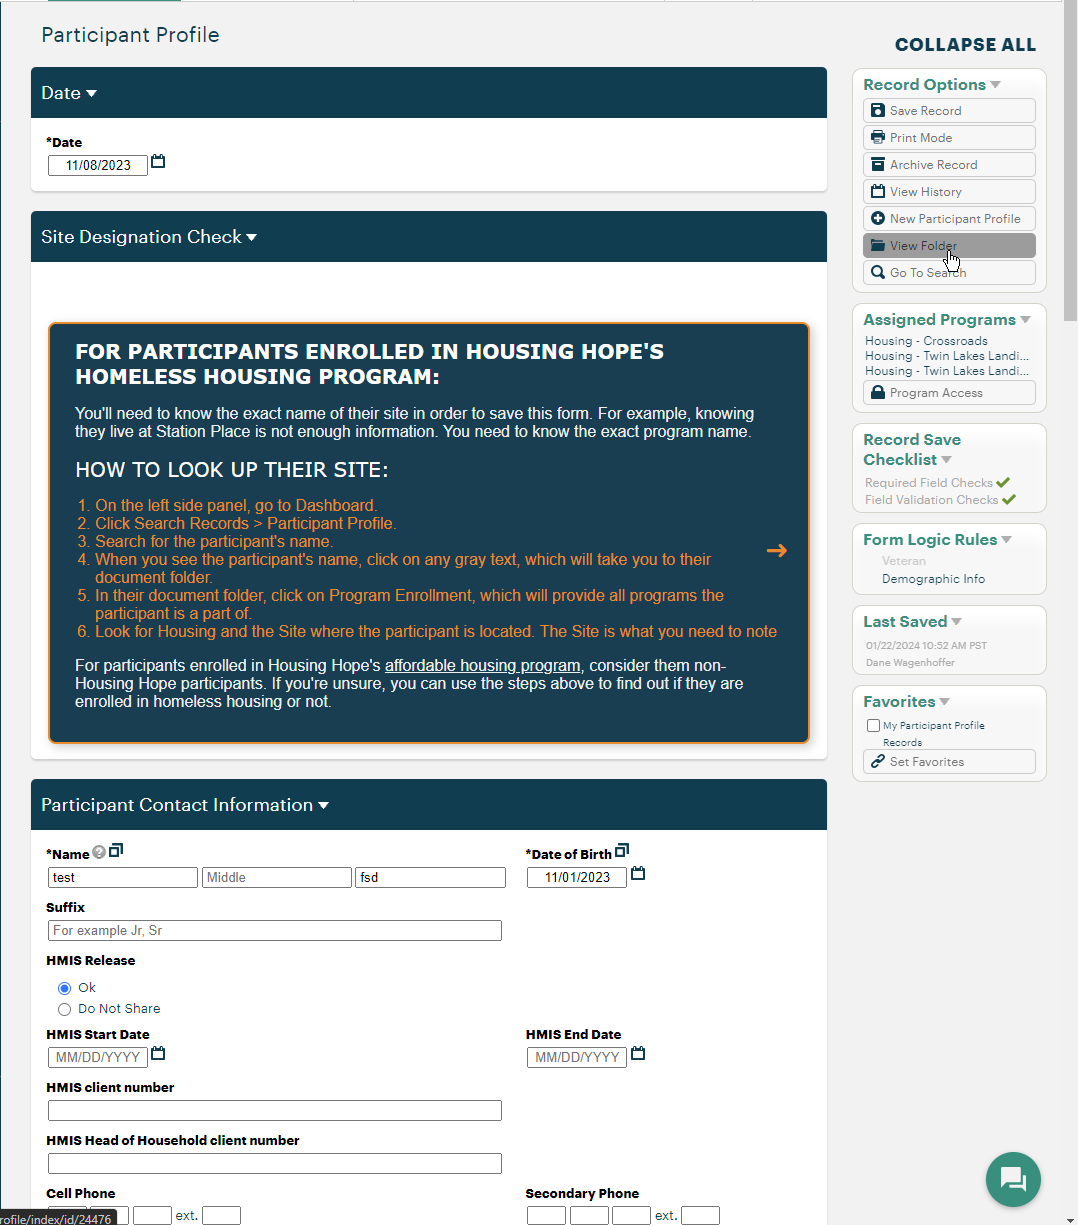 Participant Profile
COLLAPSE ALL
Date
*Date
11/08/2023
Site Designation Check
FOR PARTICIPANTS ENROLLED IN HOUSING HOPE'S
HOMELESS HOUSING PROGRAM:
You'll need to know the exact name of their site in order to save this form. For example, knowing
they live at Station Place is not enough information. You need to know the exact program name.
HOW TO LOOK UP THEIR SITE:
1. On the left side panel, go to Dashboard.
2. Click Search Records > Participant Profile.
3. Search for the participant's name.
4. When you see the participant's name, click on any gray text, which will take you to their
document folder.
5. In their document folder, click on Program Enrollment, which will provide all programs the
participant is a part of.
6. Look for Housing and the Site where the participant is located. The Site is what you need to note
For participants enrolled in Housing Hope's affordable housing program, consider them non-
Housing Hope participants. If you're unsure, you can use the steps above to find out if they are
enrolled in homeless housing or not.
Participant Contact Information
*Name
*Date of Birth
test
Middle
fsd
11/01/2023
Suffix
For example Jr, Sr
HMIS Release
Ok
Do Not Share
HMIS Start Date
HMIS End Date
MM/DD/YYYY
MM/DD/YYYY
HMIS client number
HMIS Head of Household client number
Cell Phone
Secondary Phone
ext.
ext.
rofile/index/id/24476
Record Options
Save Record
Print Mode
Archive Record
View History
New Participant Profile
View Folder
Go To Search
Assigned Programs
Housing - Crossroads
Housing - Twin Lakes Landi...
Housing - Twin Lakes Landi...
Program Access
Record Save
Checklist
Required Field Checks
Field Validation Checks
Form Logic Rules
Veteran
Demographic Info
Last Saved
01/22/2024 10:52 AM PST
Dane Wagenhoffer
Favorites
My Participant Profile
Records
Set Favorites